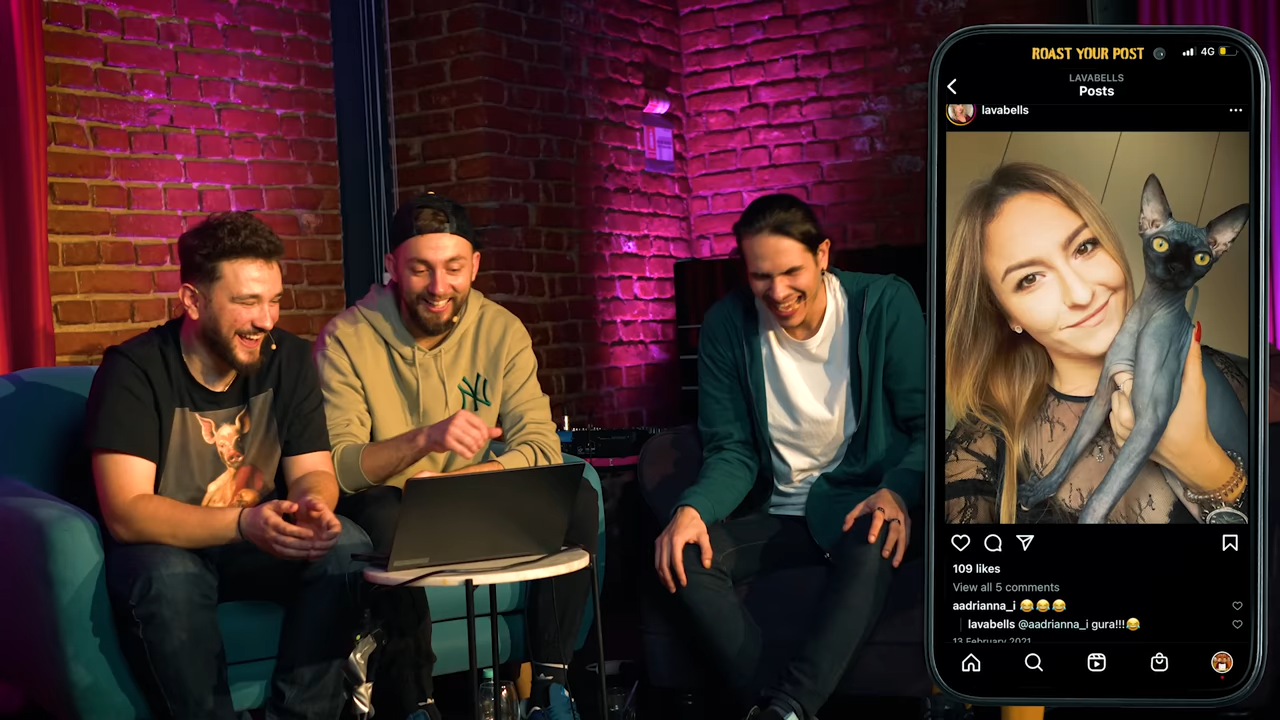 ROAST YOUR POST
4G
LAVABELLS
Posts
lavabells
NY
109 likes
View all 5 comments
aadrianna_i 😂😂😂
lavabells @aadrianna_i gura!!!😂
13 February 2021